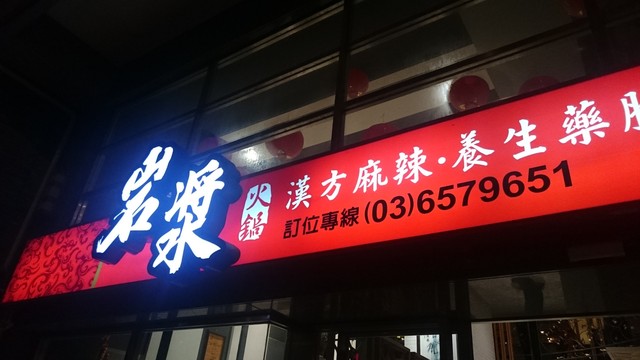 岩漿
火鍋
漢方麻辣·養生藥
訂位專線(03)6579651